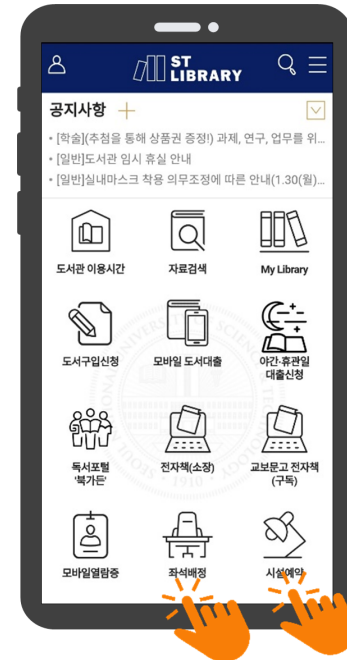 ST
LIBRARY
공지사항
• [학술](추첨을 통해 상품권 증정!) 과제, 연구, 업무를 위...
• [일반]도서관 임시 휴실 안내
• [일반]실내마스크 착용 의무조정에 따른 안내(1.30(월)...
도서관 이용시간 자료검색 My Library
도서구입신청 모바일 도서대출 야간·휴관일
대출신청
독서포털
'북가든'
전자책(소장)
교보문고 전자책
(구독)
모바일열람증 좌석배정 시설예약